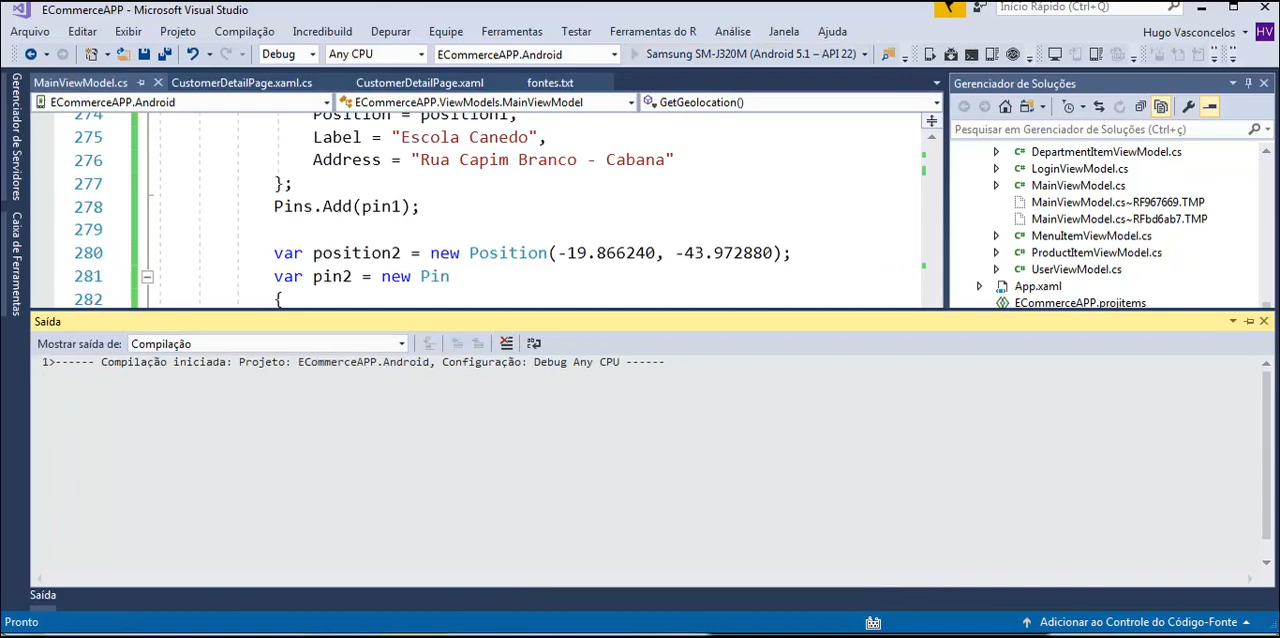 ECommerceAPP - Microsoft Visual Studio
Início Rápido (Ctrl+Q)
Arquivo Editar Exibir Projeto Compilação Incredibuild Depurar Equipe Ferramentas Testar Ferramentas do R Análise Janela Ajuda Hugo Vasconcelos HV
Debug Any CPU ECommerceAPP.Android Samsung SM-J320M (Android 5.1 – API 22)
Gerenciador de Servidores
Caixa de Ferramentas
MainViewModel.cs CustomerDetailPage.xaml.cs CustomerDetailPage.xaml fontes.txt
ECommerceAPP.Android ECommerceAPP.ViewModels.MainViewModel GetGeolocation()
274 Position = position1,
275 Label = "Escola Canedo",
276 Address = "Rua Capim Branco - Cabana"
277 };
278 Pins.Add(pin1);
279
280 var position2 = new Position(-19.866240, -43.972880);
281 var pin2 = new Pin
282 {
Gerenciador de Soluções
Pesquisar em Gerenciador de Soluções (Ctrl+ç)
C# DepartmentItemViewModel.cs
C# LoginViewModel.cs
C# MainViewModel.cs
MainViewModel.cs~RF967669.TMP
MainViewModel.cs~RFbd6ab7.TMP
C# MenuItemViewModel.cs
C# ProductItemViewModel.cs
C# UserViewModel.cs
App.xaml
ECommerceAPP.projitems
Saída
Mostrar saída de: Compilação
1>------ Compilação iniciada: Projeto: ECommerceAPP.Android, Configuração: Debug Any CPU ------
Saída
Pronto
Adicionar ao Controle do Código-Fonte